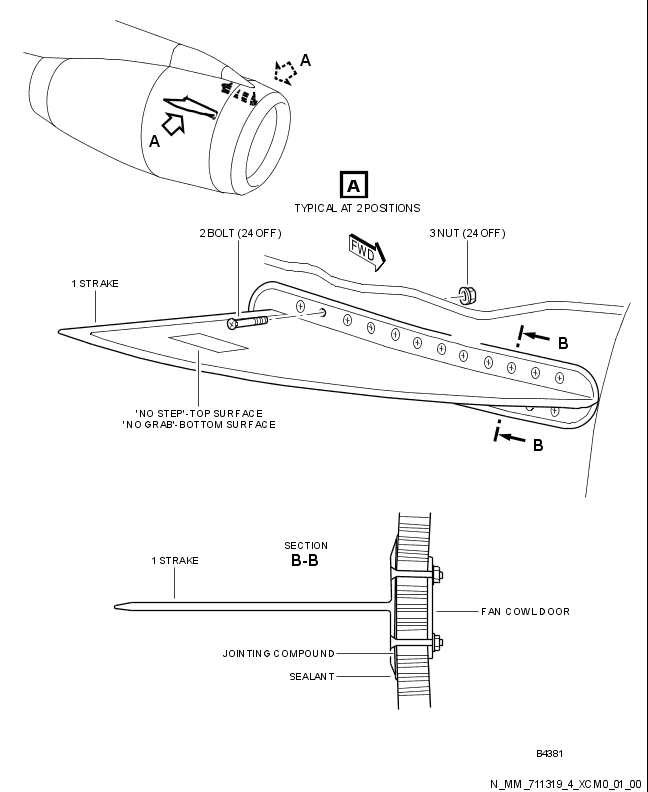 A
A
A
TYPICAL AT 2 POSITIONS
2 BOLT (24 OFF)
FWD
3 NUT (24 OFF)
1 STRAKE
B
'NO STEP'-TOP SURFACE
'NO GRAB'-BOTTOM SURFACE
B
SECTION
B-B
1 STRAKE
FAN COWL DOOR
JOINTING COMPOUND
SEALANT
B4381
N_MM_711319_4_XCM0_01_00